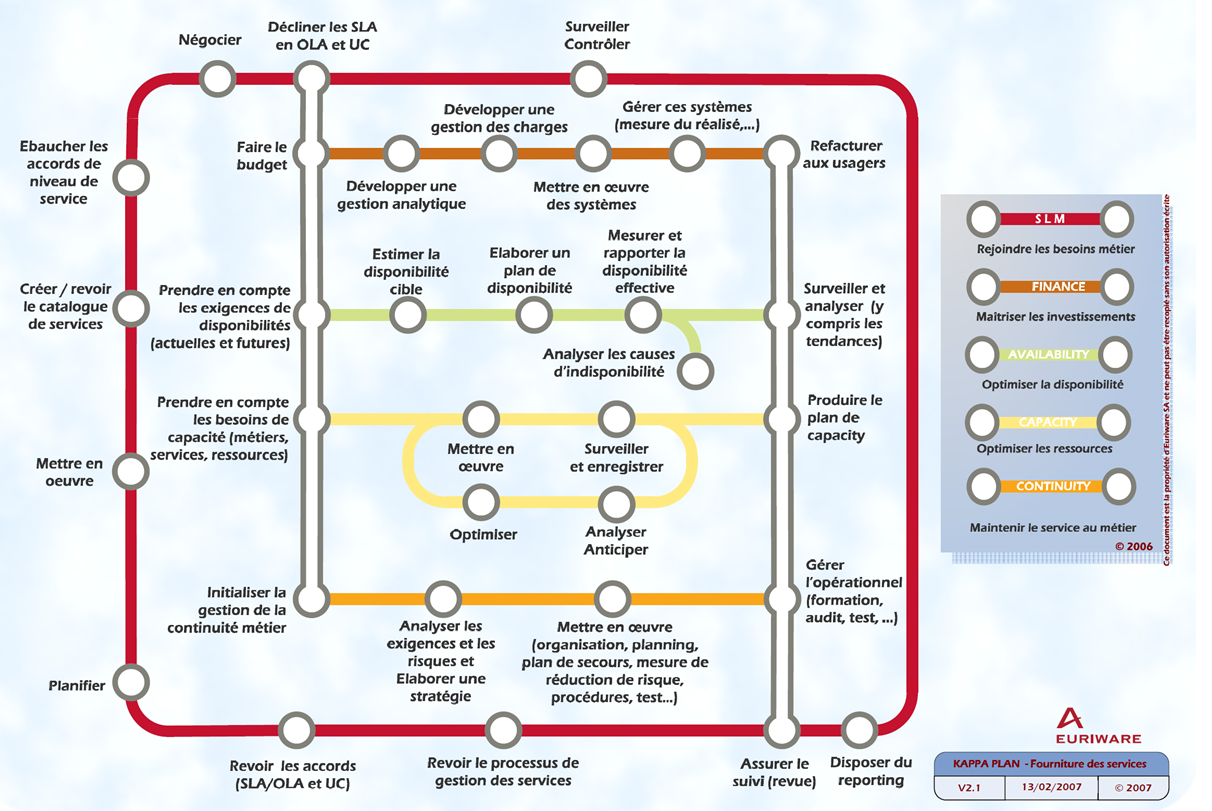 Négocier
Décliner les SLA
en OLA et UC
Surveiller
Contrôler
Ebaucher les
accords de
niveau de
service
Faire le
budget
Développer une
gestion des charges
Gérer ces systèmes
(mesure du réalisé,...)
Refacturer
aux usagers
Développer une
gestion analytique
Mettre en œuvre
des systèmes
Créer / revoir
le catalogue
de services
Prendre en compte
les exigences de
disponibilités
(actuelles et futures)
Estimer la
disponibilité
cible
Elaborer un
plan de
disponibilité
Mesurer et
rapporter la
disponibilité
effective
Surveiller et
analyser (y
compris les
tendances)
Analyser les causes
d'indisponibilité
Prendre en compte
les besoins de
capacité (métiers,
services, ressources)
Mettre en
œuvre
Surveiller
et enregistrer
Produire le
plan de
capacity
Optimiser
Analyser
Anticiper
Mettre en
oeuvre
Initialiser la
gestion de la
continuité métier
Analyser les
exigences et les
risques et
Elaborer une
stratégie
Mettre en œuvre
(organisation, planning,
plan de secours, mesure de
réduction de risque,
procédures, test...)
Gérer
l'opérationnel
(formation,
audit, test, ...)
Planifier
Revoir les accords
(SLA/OLA et UC)
Revoir le processus de
gestion des services
Assurer le
suivi (revue)
Disposer du
reporting
SLM
Rejoindre les besoins métier
FINANCE
Maîtriser les investissements
AVAILABILITY
Optimiser la disponibilité
CAPACITY
Optimiser les ressources
CONTINUITY
Maintenir le service au métier
© 2006
Ce document est la propriété d'Euriware SA et ne peut pas être recopié sans son autorisation écrite
EURIWARE
KAPPA PLAN - Fourniture des services
V2.1
13/02/2007
© 2007